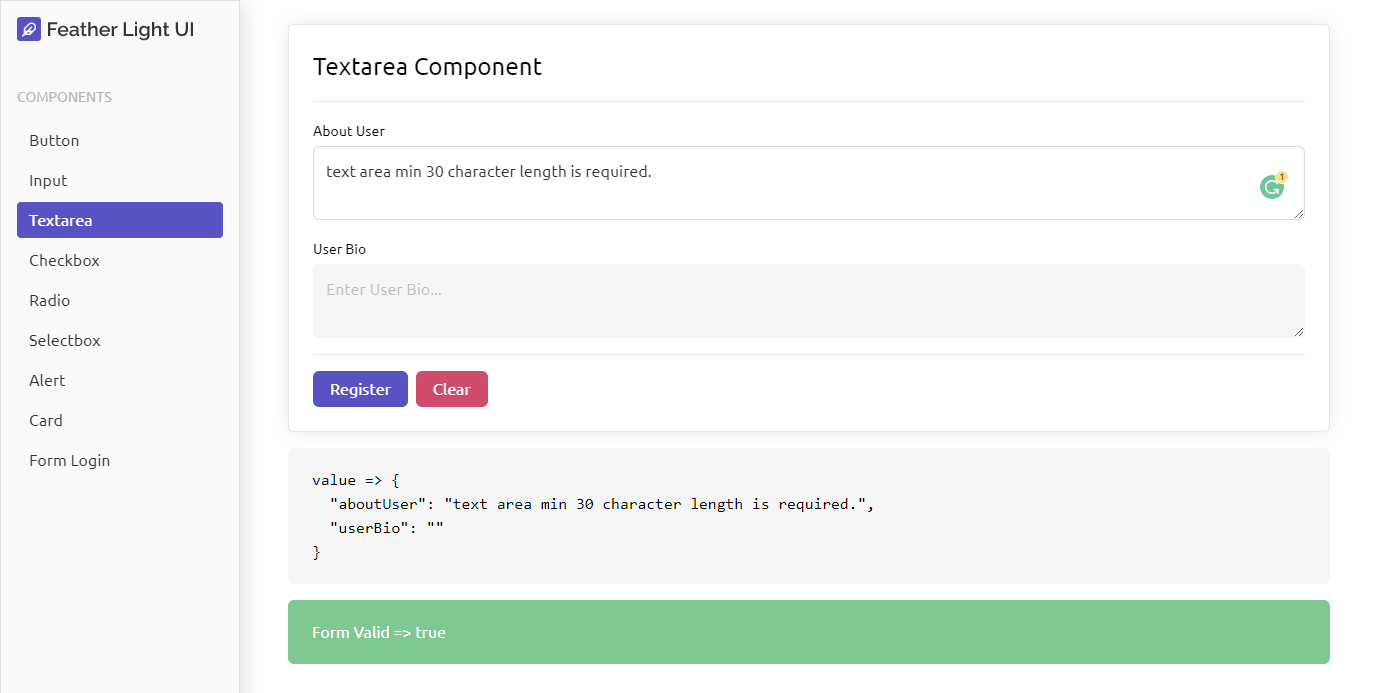 Feather Light UI
COMPONENTS
Button
Input
Textarea
Checkbox
Radio
Selectbox
Alert
Card
Form Login
Textarea Component
About User
text area min 30 character length is required.
1
User Bio
Enter User Bio...
Register Clear
value => {
"aboutUser": "text area min 30 character length is required.",
"userBio": ""
}
Form Valid => true